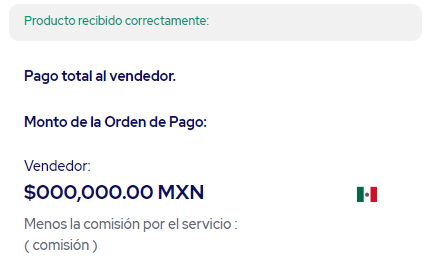 Producto recibido correctamente:
Pago total al vendedor.
Monto de la Orden de Pago:
Vendedor:
$000,000.00 MXN
Menos la comisión por el servicio :
( comisión )